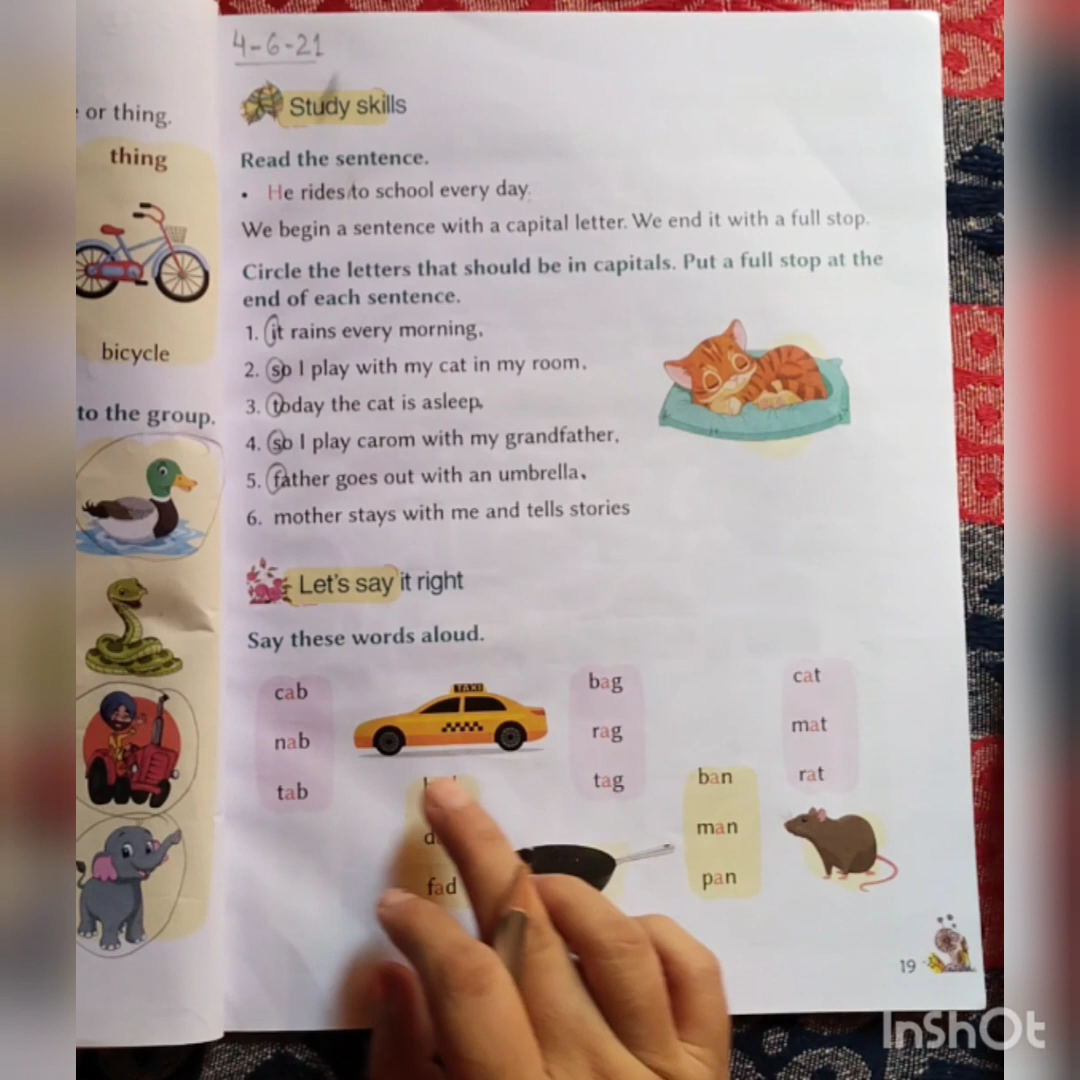 4-6-21
Study skills
or thing.
thing
bicycle
to the group.
Read the sentence.
• He rides to school every day.
We begin a sentence with a capital letter. We end it with a full stop.
Circle the letters that should be in capitals. Put a full stop at the
end of each sentence.
1. it rains every morning.
2. so I play with my cat in my room.
3. today the cat is asleep.
4. so I play carom with my grandfather.
5. father goes out with an umbrella.
6. mother stays with me and tells stories
Let's say it right
Say these words aloud.
cab
nab
tab
TAXI
fad
bag
rag
tag
ban
man
pan
cat
mat
rat
19
InShOt